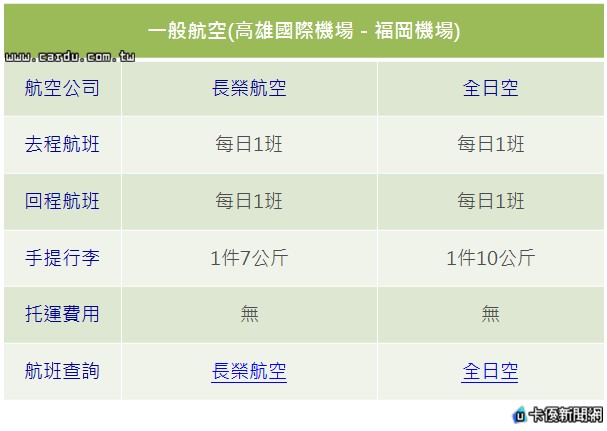 一般航空(高雄國際機場 - 福岡機場)
www.cardu.com.tw
航空公司 長榮航空 全日空
去程航班 每日1班 每日1班
回程航班 每日1班 每日1班
手提行李 1件7公斤 1件10公斤
托運費用 無 無
航班查詢 長榮航空 全日空
u 卡優新聞網